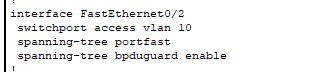 !
interface FastEthernet0/2
 switchport access vlan 10
 spanning-tree portfast
 spanning-tree bpduguard enable
!